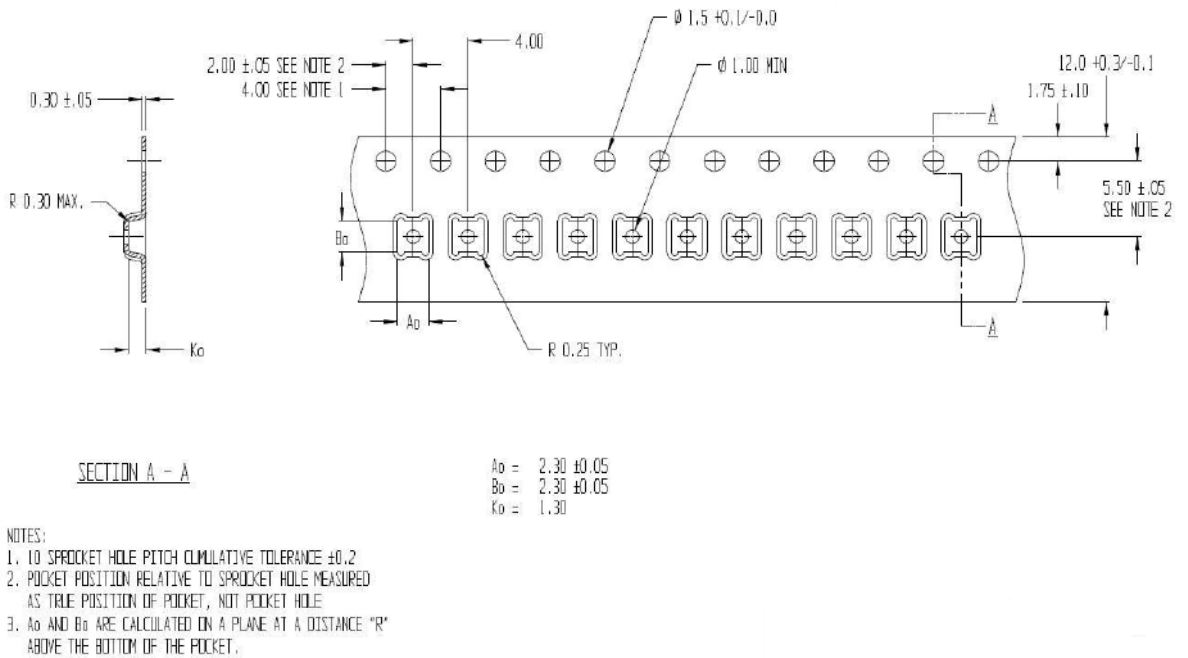 Ø 1.5 +0.1/-0.0
4.00
2.00 ±.05 SEE NOTE 2
Ø 1.00 MIN
12.0 +0.3/-0.1
4.00 SEE NOTE 1
1.75 ±.10
0.30 ±.05
A
R 0.30 MAX.
5.50 ±.05
SEE NOTE 2
Bo
Ao
A
Ko
R 0.25 TYP.
SECTION A - A
Ao = 2.30 ±0.05
Bo = 2.30 ±0.05
Ko = 1.30
NOTES:
1. 10 SPROCKET HOLE PITCH CUMULATIVE TOLERANCE ±0.2
2. POCKET POSITION RELATIVE TO SPROCKET HOLE MEASURED
AS TRUE POSITION OF POCKET, NOT POCKET HOLE
3. Ao AND Bo ARE CALCULATED ON A PLANE AT A DISTANCE "R"
ABOVE THE BOTTOM OF THE POCKET.